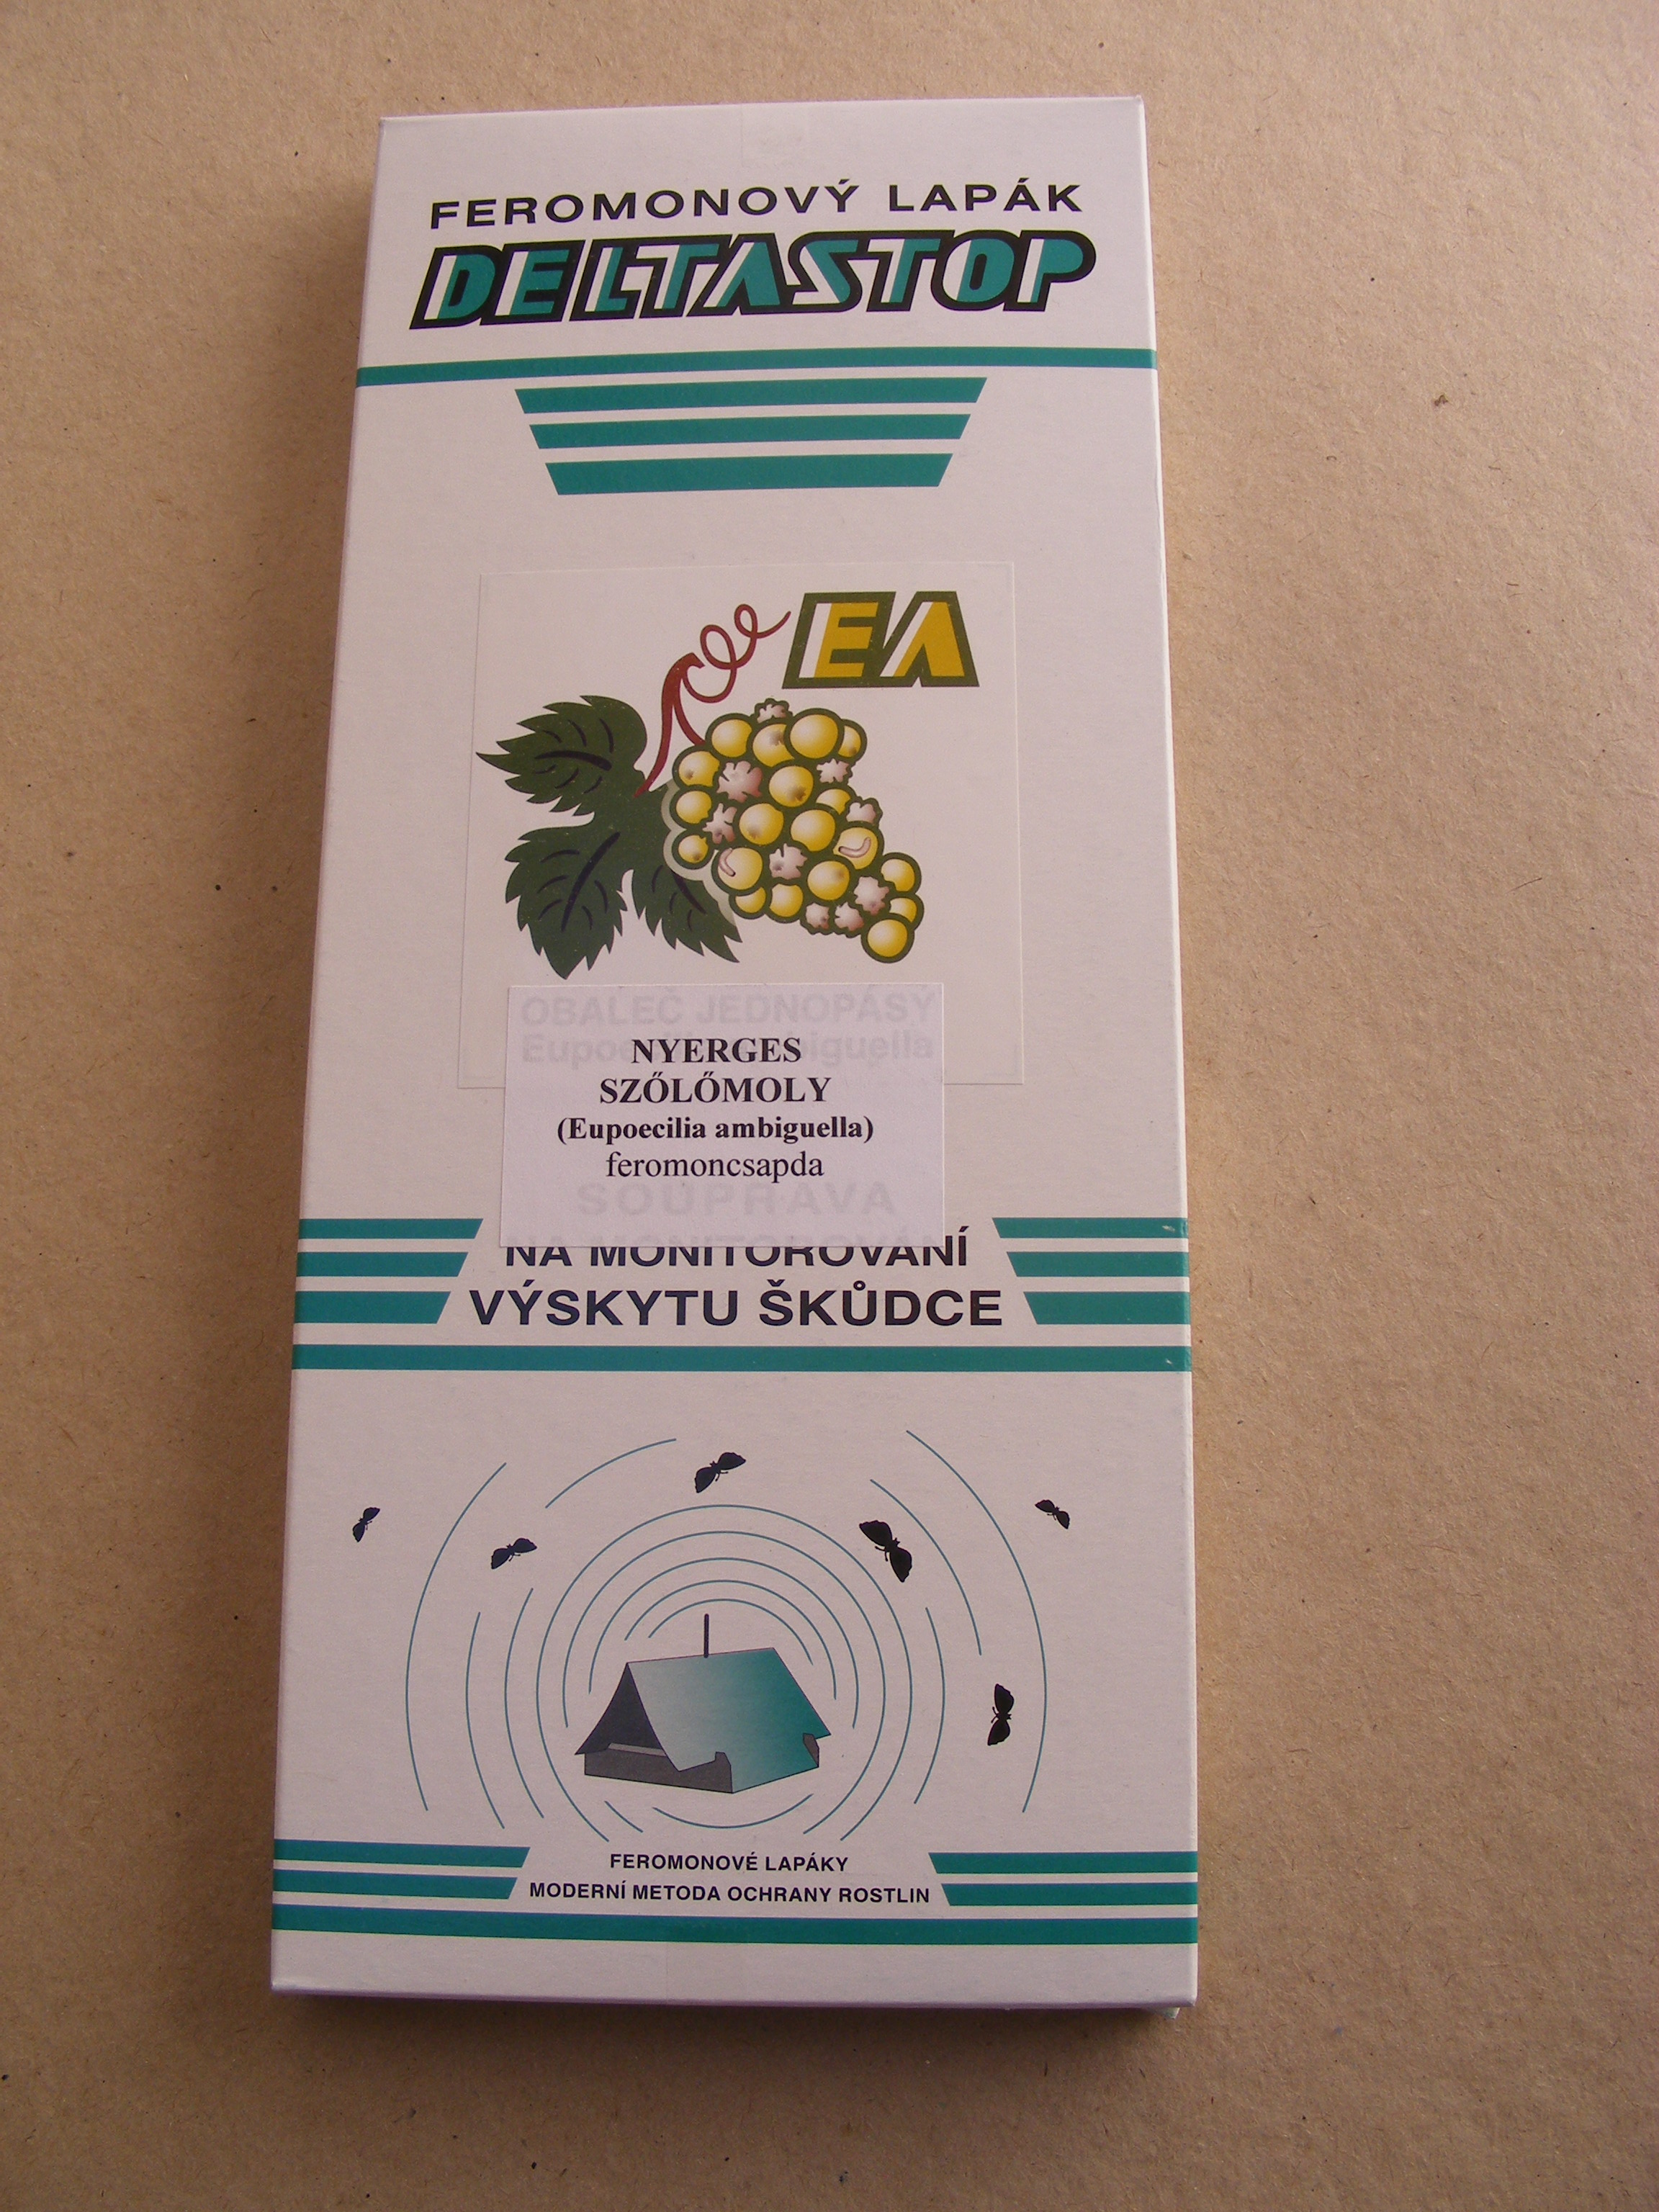 FEROMONOVÝ LAPÁK
DELTASTOP
EA
OBALEČ JEDNOPÁSÝ
NYERGES
SZŐLŐMOLY
(Eupoecilia ambiguella)
feromoncsapda
SOUPRAVA
NA MONITOROVÁNÍ
VÝSKYTU ŠKŮDCE
FEROMONOVÉ LAPÁKY
MODERNÍ METODA OCHRANY ROSTLIN